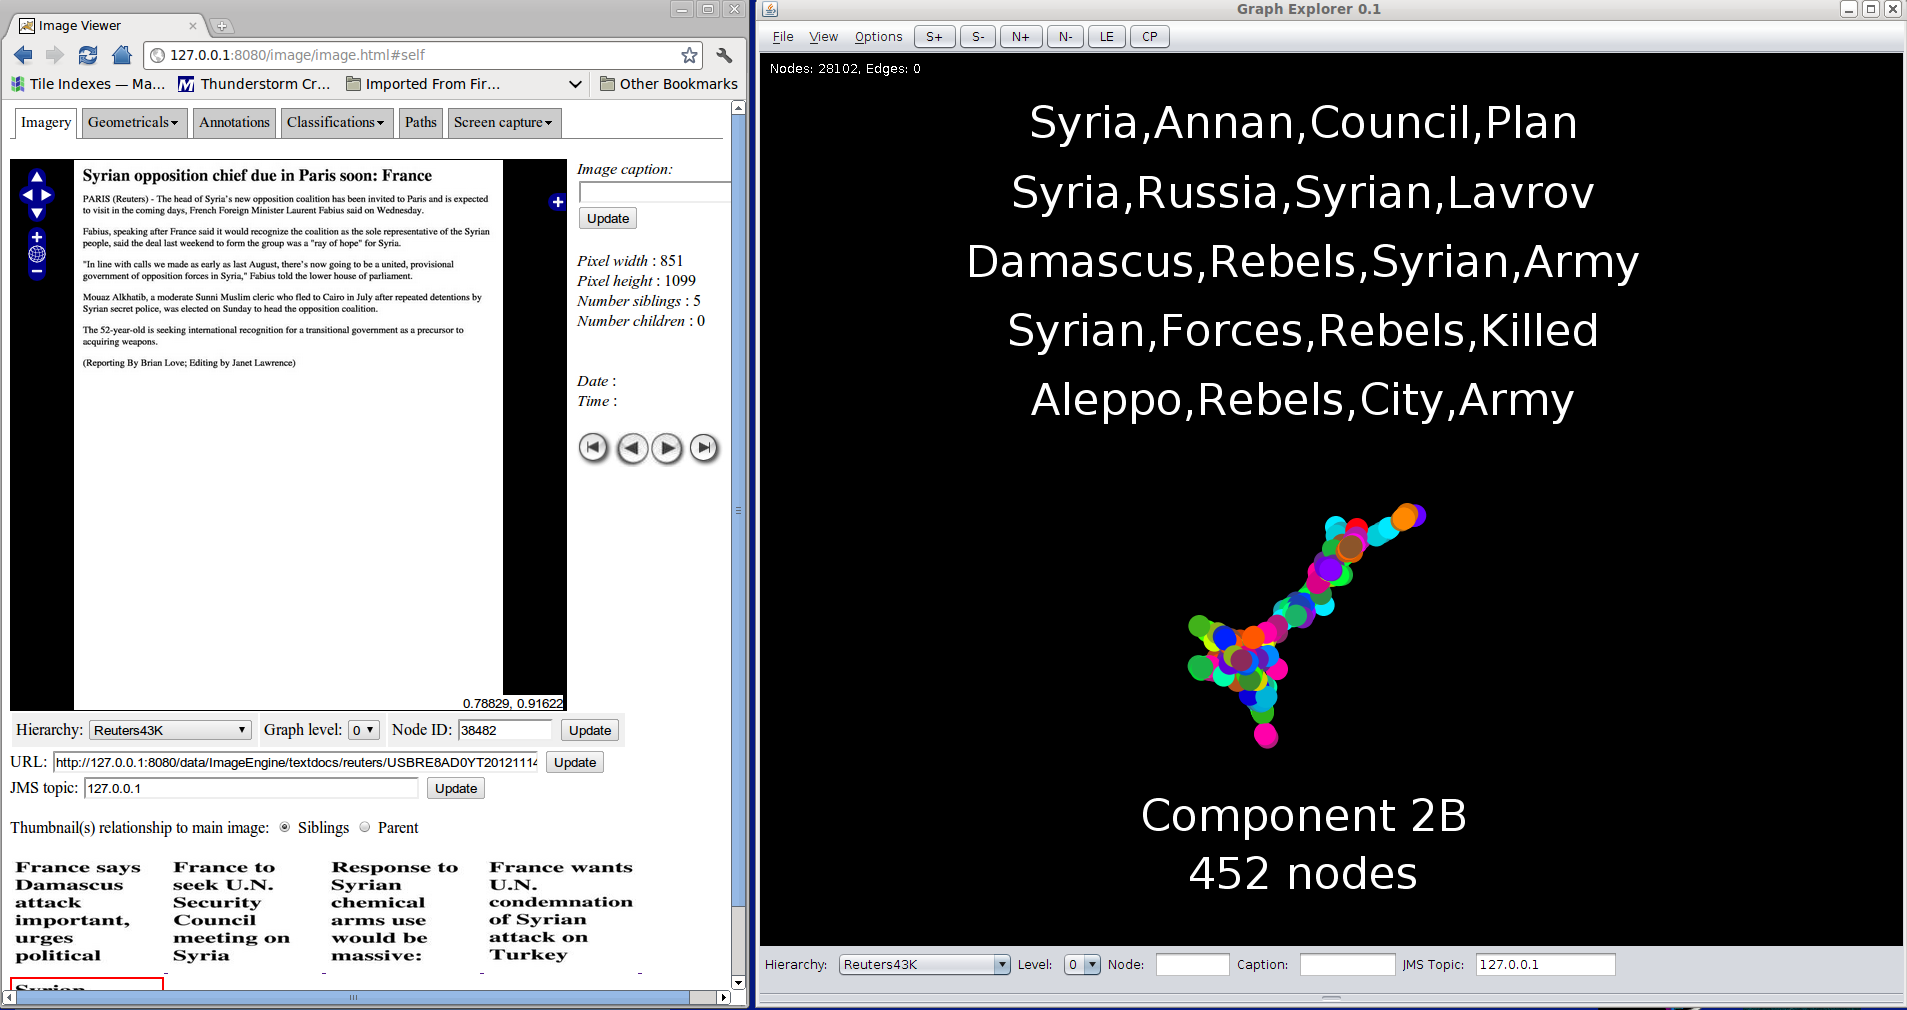 Image Viewer
127.0.0.1:8080/image/image.html#self
Tile Indexes — Ma... Thunderstorm Cr... Imported From Fir... Other Bookmarks
Imagery Geometricals Annotations Classifications Paths Screen capture
Syrian opposition chief due in Paris soon: France
PARIS (Reuters) - The head of Syria's new opposition coalition has been invited to Paris and is expected
to visit in the coming days, French Foreign Minister Laurent Fabius said on Wednesday.
Fabius, speaking after France said it would recognize the coalition as the sole representative of the Syrian
people, said the deal last weekend to form the group was a "ray of hope" for Syria.
"In line with calls we made as early as last August, there's now going to be a united, provisional
government of opposition forces in Syria," Fabius told the lower house of parliament.
Mouaz Alkhatib, a moderate Sunni Muslim cleric who fled to Cairo in July after repeated detentions by
Syrian secret police, was elected on Sunday to head the opposition coalition.
The 52-year-old is seeking international recognition for a transitional government as a precursor to
acquiring weapons.
(Reporting By Brian Love; Editing by Janet Lawrence)
0.78829, 0.91622
Image caption:
Update
Pixel width : 851
Pixel height : 1099
Number siblings : 5
Number children : 0
Date :
Time :
Hierarchy: Reuters43K Graph level: 0 Node ID: 38482 Update
URL: http://127.0.0.1:8080/data/ImageEngine/textdocs/reuters/USBRE8AD0YT20121114 Update
JMS topic: 127.0.0.1 Update
Thumbnail(s) relationship to main image: Siblings Parent
France says
Damascus
attack
important,
urges
political
France to
seek U.N.
Security
Council
meeting on
Syria
Response to
Syrian
chemical
arms use
would be
massive:
France wants
U.N.
condemnation
of Syrian
attack on
Turkey
Syrian
Graph Explorer 0.1
File View Options S+ S- N+ N- LE CP
Nodes: 28102, Edges: 0
Syria,Annan,Council,Plan
Syria,Russia,Syrian,Lavrov
Damascus,Rebels,Syrian,Army
Syrian,Forces,Rebels,Killed
Aleppo,Rebels,City,Army
Component 2B
452 nodes
Hierarchy: Reuters43K Level: 0 Node: Caption: JMS Topic: 127.0.0.1